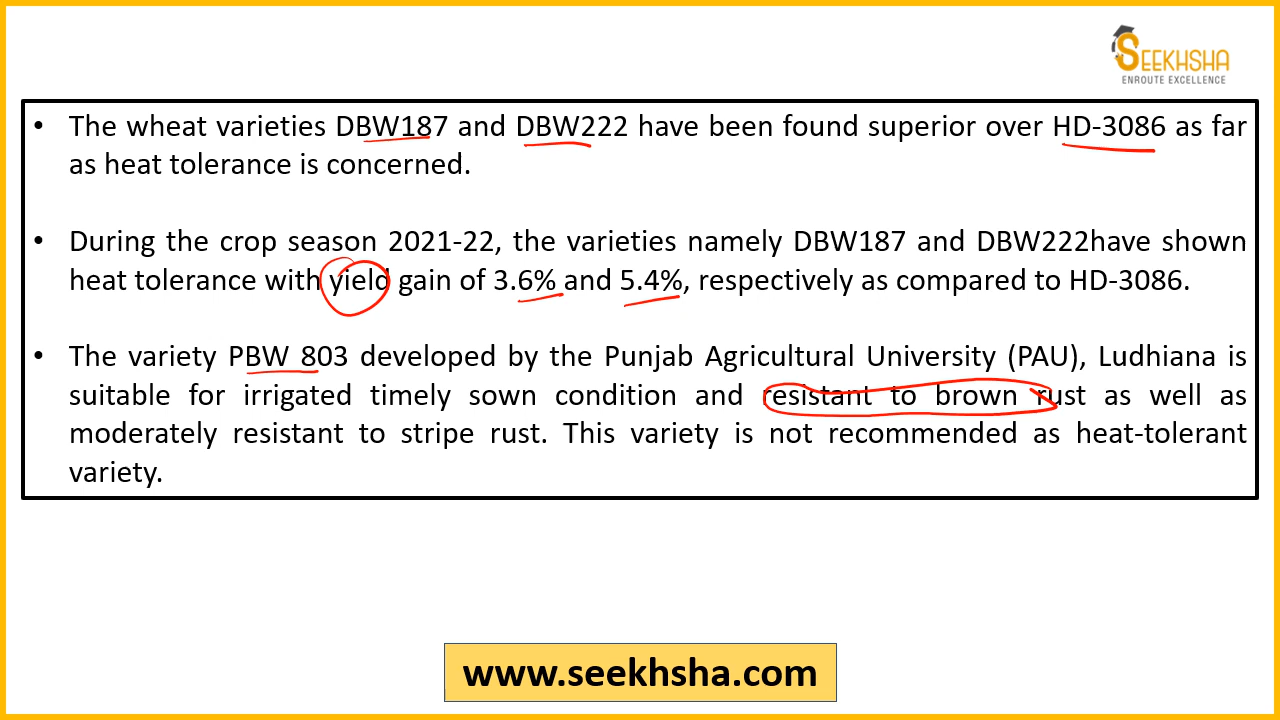 SEEKHSHA
ENROUTE EXCELLENCE
• The wheat varieties DBW187 and DBW222 have been found superior over HD-3086 as far
as heat tolerance is concerned.
• During the crop season 2021-22, the varieties namely DBW187 and DBW222have shown
heat tolerance with yield gain of 3.6% and 5.4%, respectively as compared to HD-3086.
• The variety PBW 803 developed by the Punjab Agricultural University (PAU), Ludhiana is
suitable for irrigated timely sown condition and resistant to brown rust as well as
moderately resistant to stripe rust. This variety is not recommended as heat-tolerant
variety.
www.seekhsha.com